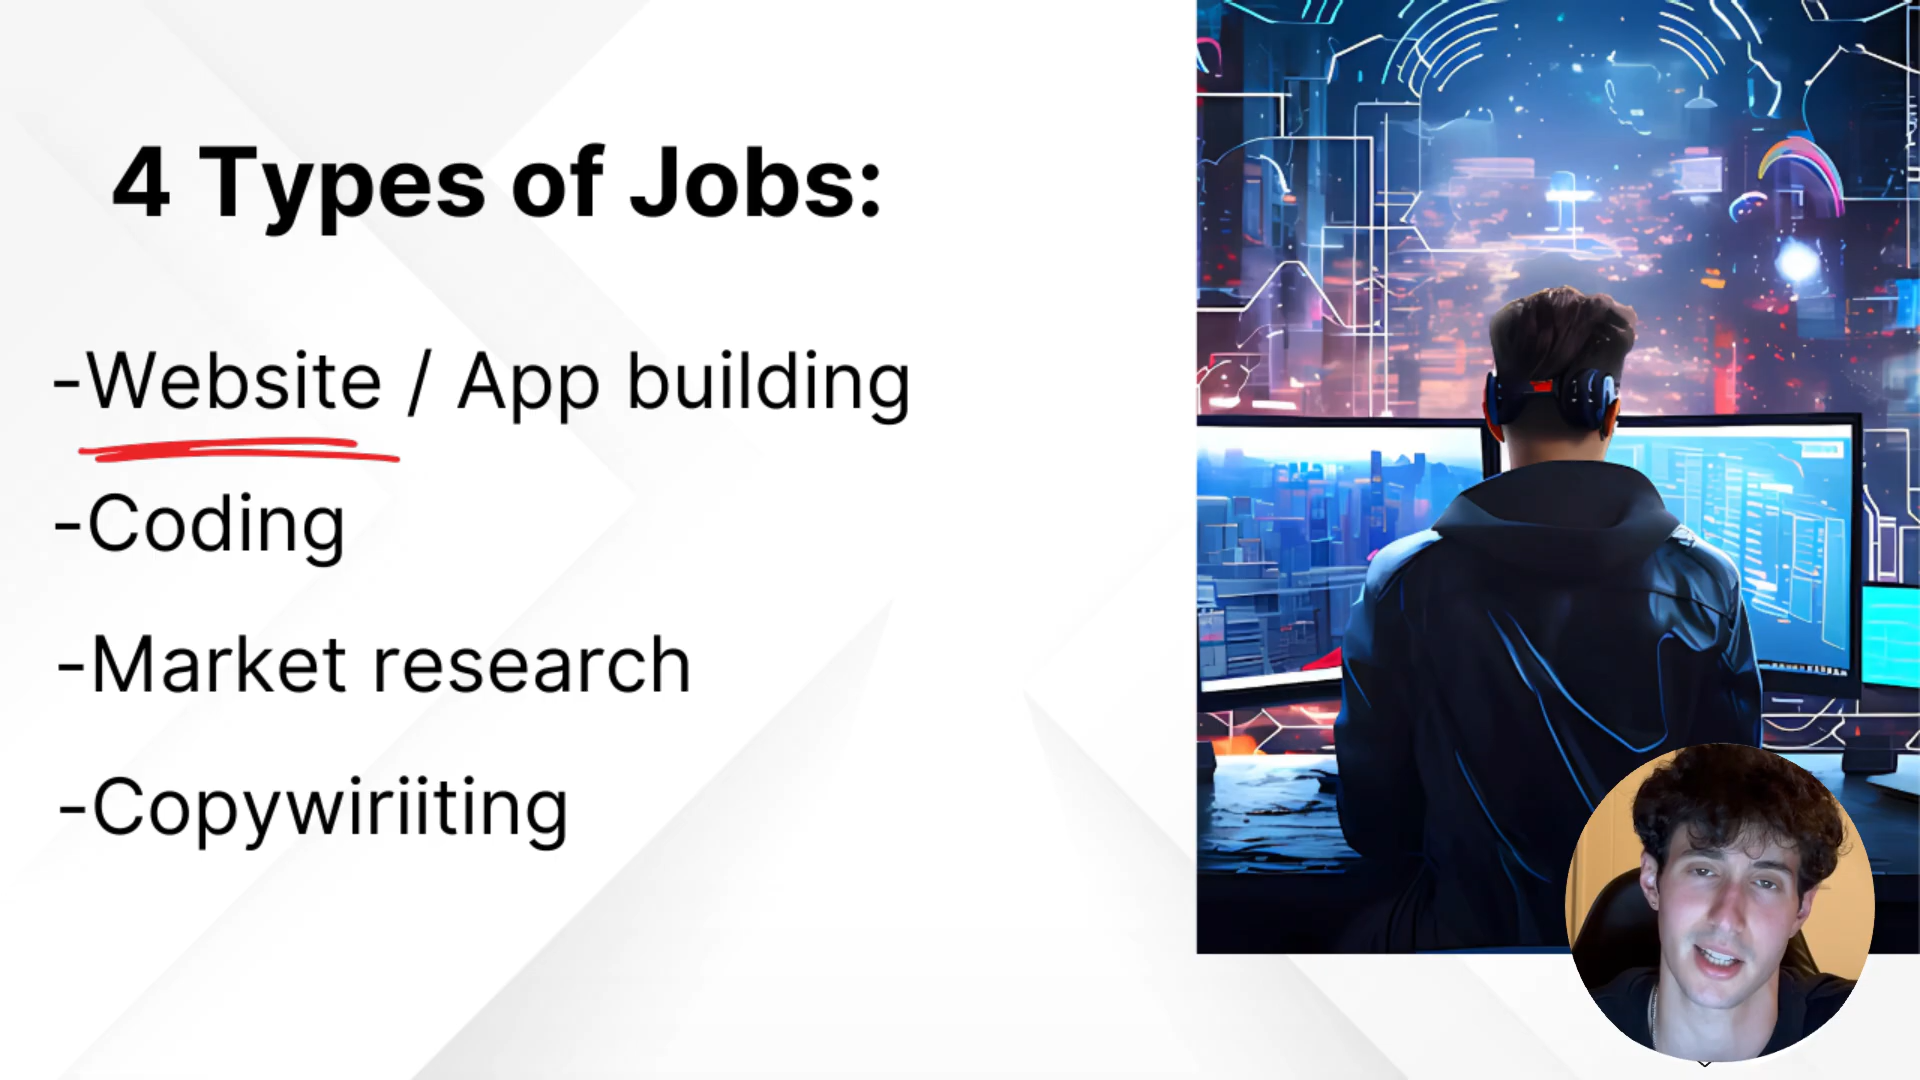 4 Types of Jobs:
-Website / App building
-Coding
-Market research
-Copywiriiting